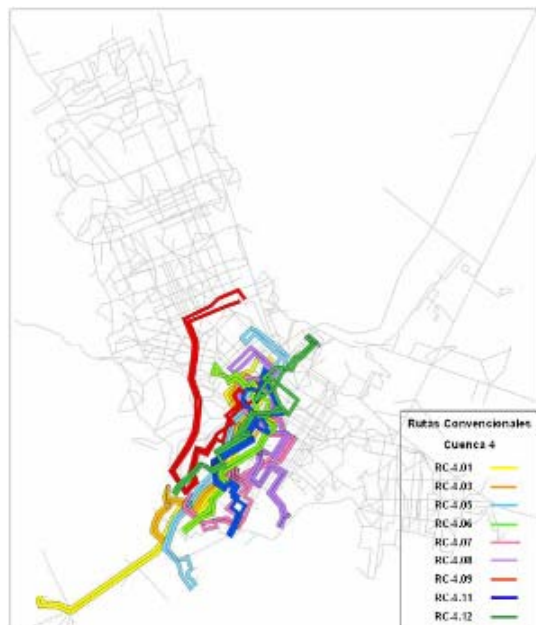 Rutas Convencionales
Cuenca 4
RC-4.01
RC-4.03
RC-4.05
RC-4.06
RC-4.07
RC-4.08
RC-4.09
RC-4.11
RC-4.12